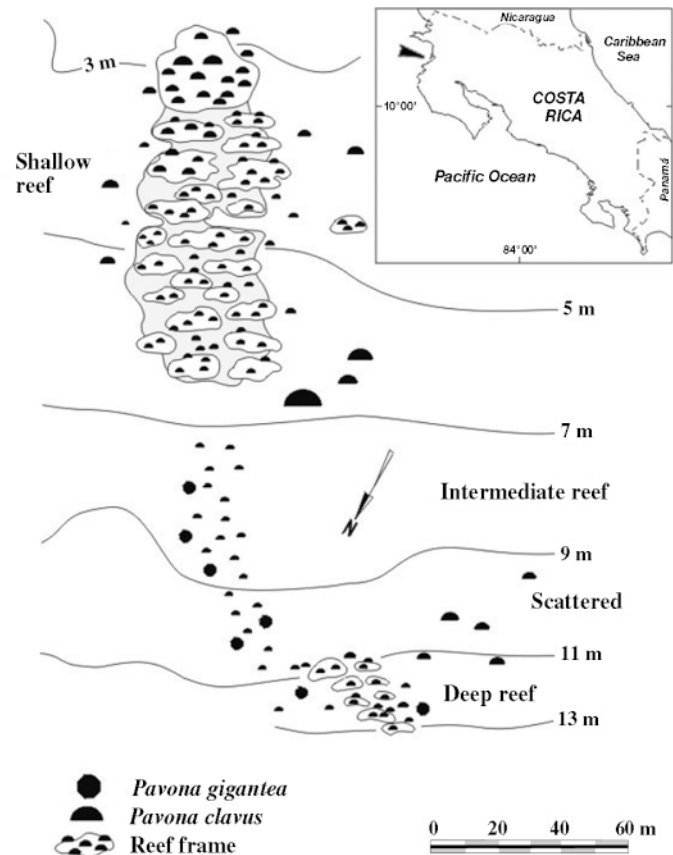 Nicaragua
Caribbean
Sea
3 m
10°00'
COSTA
RICA
Pacific Ocean
Panamá
84°00'
Shallow
reef
5 m
7 m
Intermediate reef
N
9 m
Scattered
11 m
Deep reef
13 m
Pavona gigantea
Pavona clavus
Reef frame
0 20 40 60 m